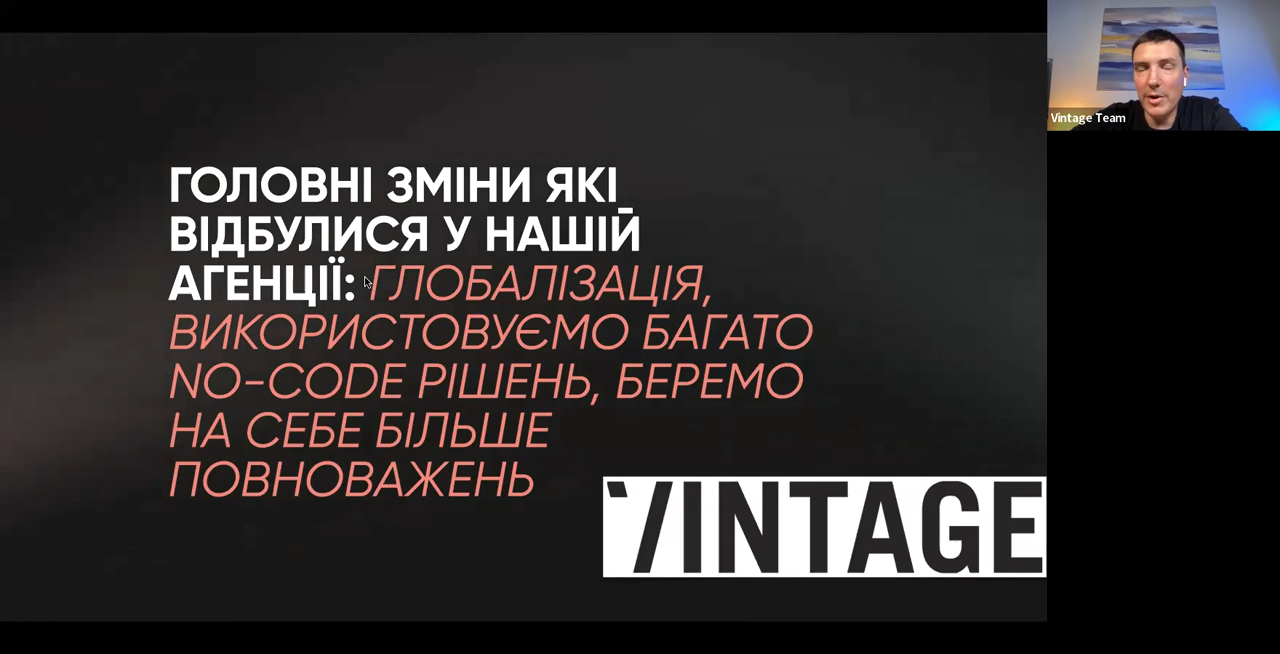 ГОЛОВНІ ЗМІНИ ЯКІ
ВІДБУЛИСЯ У НАШІЙ
АГЕНЦІЇ: ГЛОБАЛІЗАЦІЯ,
ВИКОРИСТОВУЄМО БАГАТО
NO-CODE РІШЕНЬ, БЕРЕМО
НА СЕБЕ БІЛЬШЕ
ПОВНОВАЖЕНЬ
VINTAGE
Vintage Team